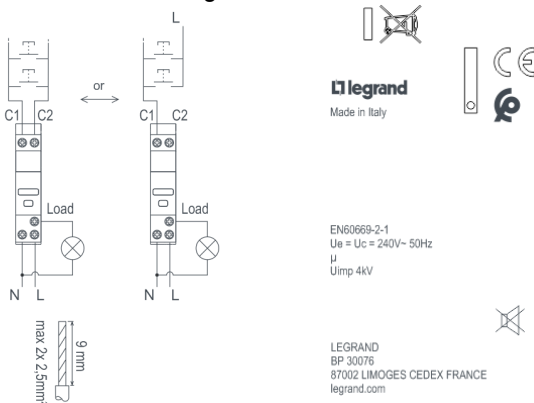 L
or
C1 C2
C1 C2
Load
Load
N L
N L
9 mm
max 2x 2,5mm²
legrand
Made in Italy
CE
EN60669-2-1
Ue = Uc = 240V~ 50Hz
μ
Uimp 4kV
LEGRAND
BP 30076
87002 LIMOGES CEDEX FRANCE
legrand.com